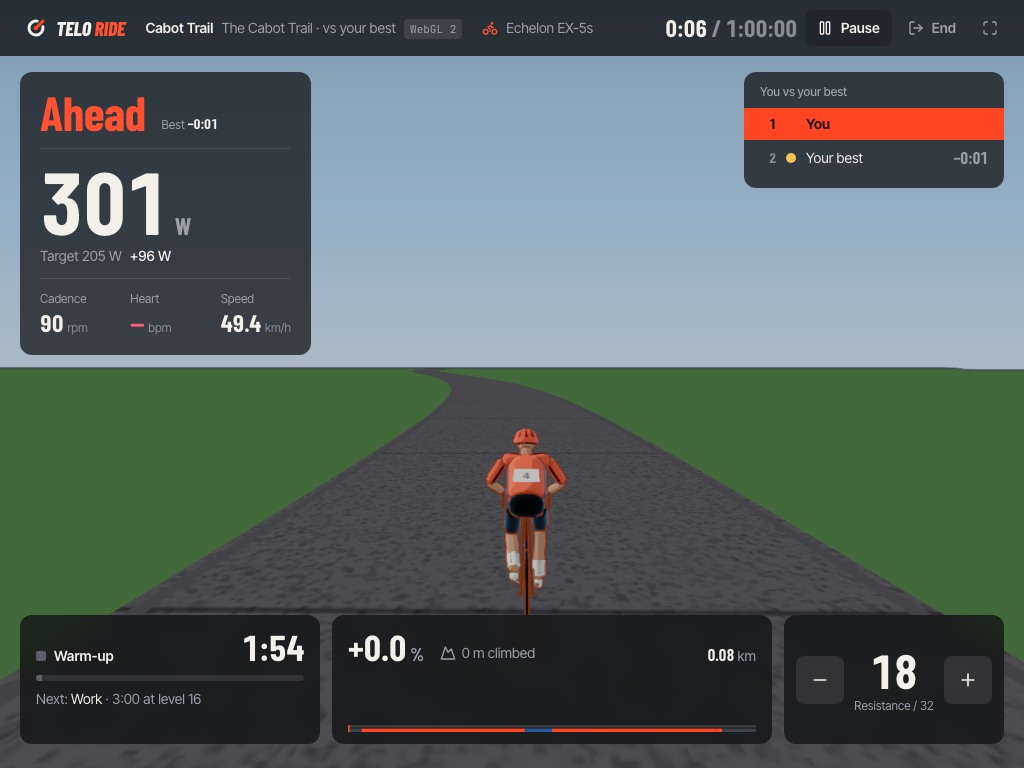 TELO RIDE
Cabot Trail The Cabot Trail · vs your best WebGL 2 Echelon EX-5s
0:06 / 1:00:00
Pause
End
Ahead Best −0:01
301 W
Target 205 W +96 W
Cadence Heart Speed
90 rpm – bpm 49.4 km/h
You vs your best
1 You
2 Your best −0:01
4
Warm-up 1:54
Next: Work · 3:00 at level 16
+0.0 % 0 m climbed 0.08 km
− 18 +
Resistance / 32